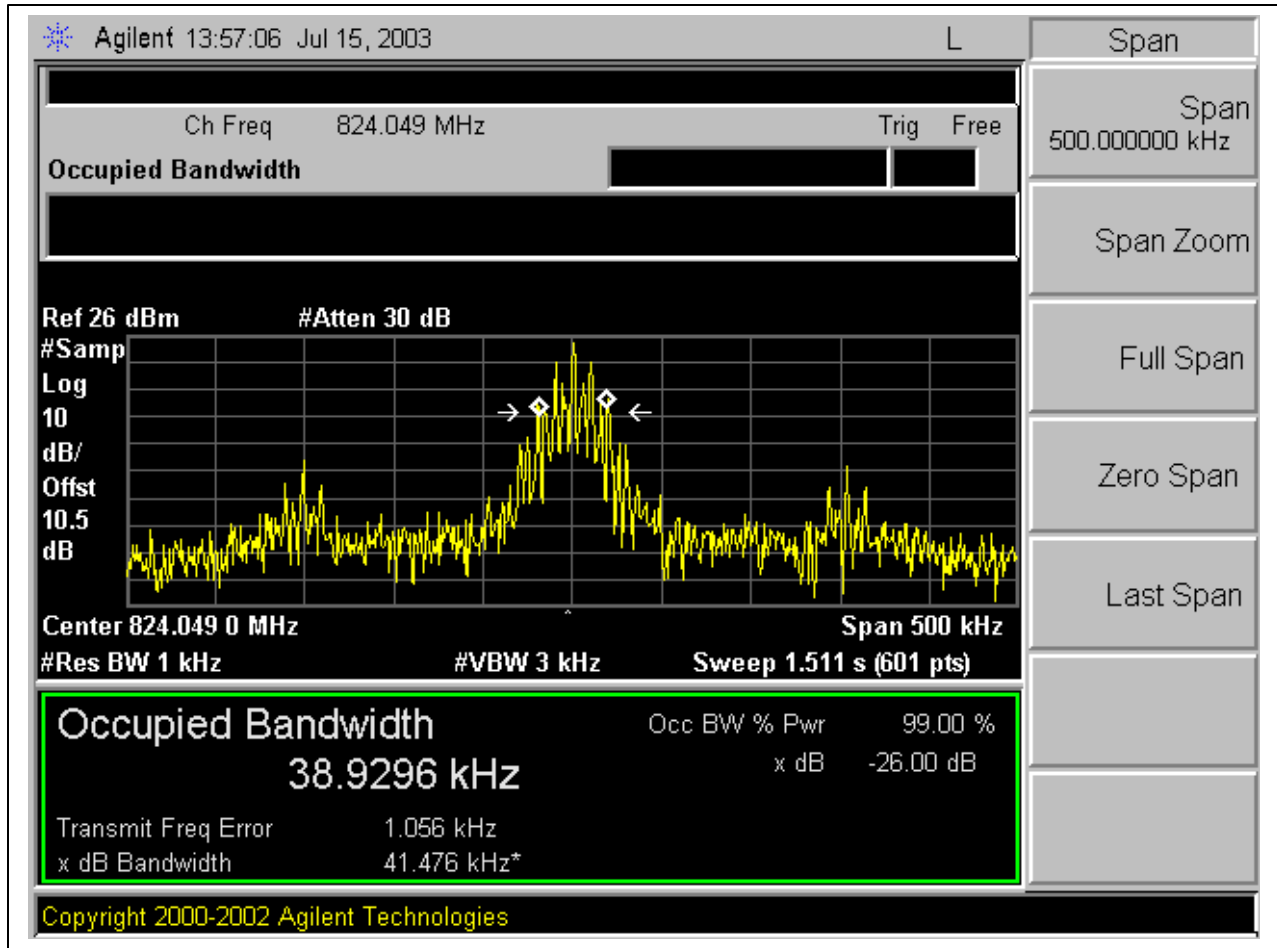 Agilent 13:57:06 Jul 15, 2003 L
Span
Ch Freq 824.049 MHz Trig Free
Occupied Bandwidth
Span
500.000000 kHz
Span Zoom
Full Span
Zero Span
Last Span
Ref 26 dBm #Atten 30 dB
#Samp
Log
10
dB/
Offst
10.5
dB
Center 824.049 0 MHz Span 500 kHz
#Res BW 1 kHz #VBW 3 kHz Sweep 1.511 s (601 pts)
Occupied Bandwidth
38.9296 kHz
Occ BW % Pwr 99.00 %
x dB -26.00 dB
Transmit Freq Error 1.056 kHz
x dB Bandwidth 41.476 kHz*
Copyright 2000-2002 Agilent Technologies